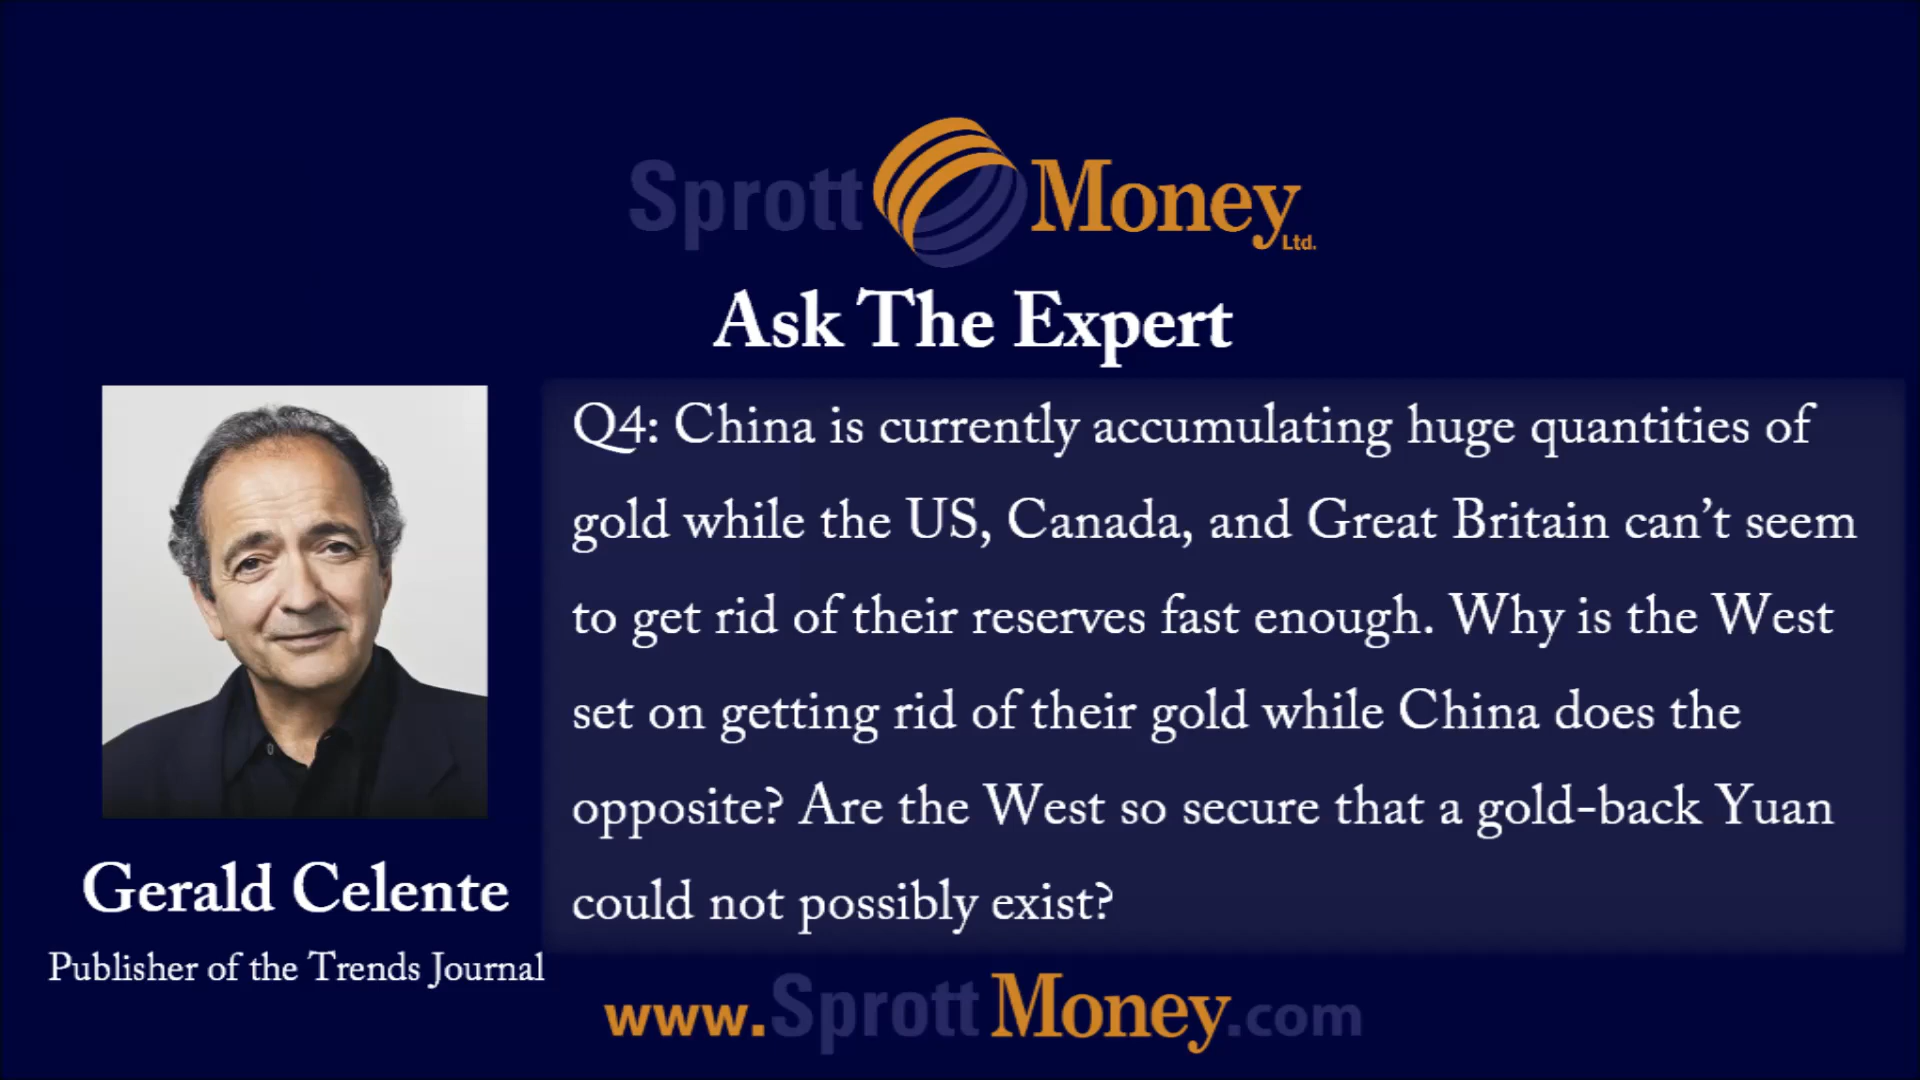 Sprott Money Ltd.
Ask The Expert
Q4: China is currently accumulating huge quantities of
gold while the US, Canada, and Great Britain can't seem
to get rid of their reserves fast enough. Why is the West
set on getting rid of their gold while China does the
opposite? Are the West so secure that a gold-back Yuan
could not possibly exist?
Gerald Celente
Publisher of the Trends Journal
www.SprottMoney.com